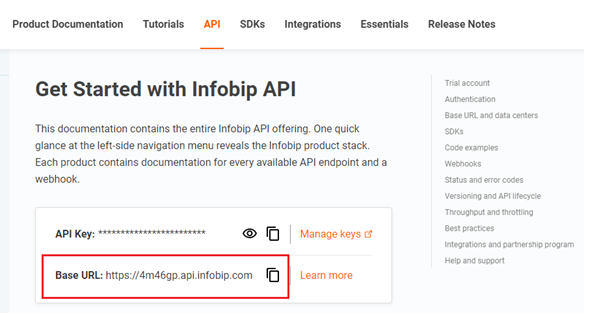 Product Documentation Tutorials API SDKs Integrations Essentials Release Notes
Get Started with Infobip API
This documentation contains the entire Infobip API offering. One quick
glance at the left-side navigation menu reveals the Infobip product stack.
Each product contains documentation for every available API endpoint and a
webhook.
API Key: ************************ Manage keys
Base URL: https://4m46gp.api.infobip.com Learn more
Trial account
Authentication
Base URL and data centers
SDKs
Code examples
Webhooks
Status and error codes
Versioning and API lifecycle
Throughput and throttling
Best practices
Integrations and partnership program
Help and support